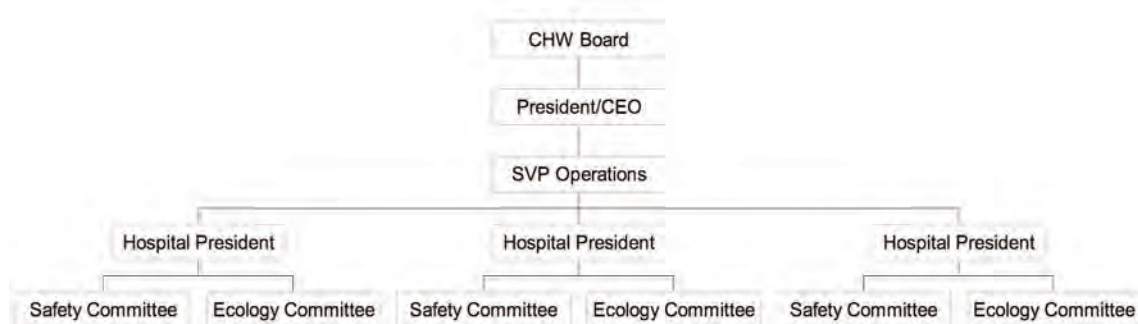 CHW Board
President/CEO
SVP Operations
Hospital President
Hospital President
Hospital President
Safety Committee
Ecology Committee
Safety Committee
Ecology Committee
Safety Committee
Ecology Committee